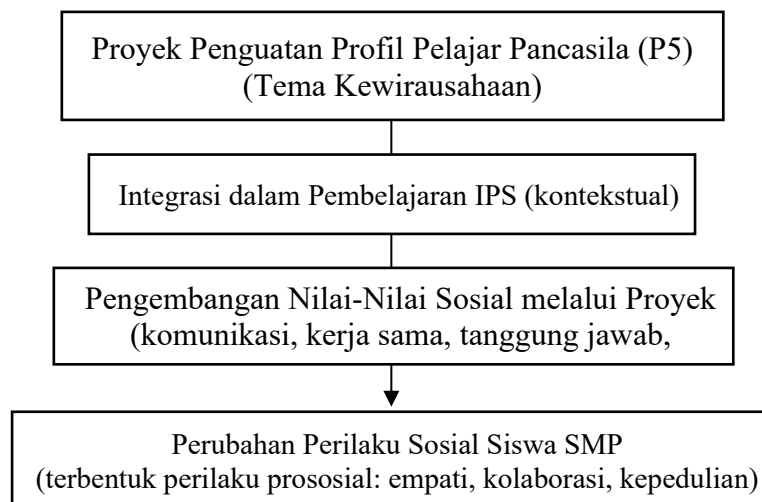 Proyek Penguatan Profil Pelajar Pancasila (P5)
(Tema Kewirausahaan)
Integrasi dalam Pembelajaran IPS (kontekstual)
Pengembangan Nilai-Nilai Sosial melalui Proyek
(komunikasi, kerja sama, tanggung jawab,
Perubahan Perilaku Sosial Siswa SMP
(terbentuk perilaku prososial: empati, kolaborasi, kepedulian)